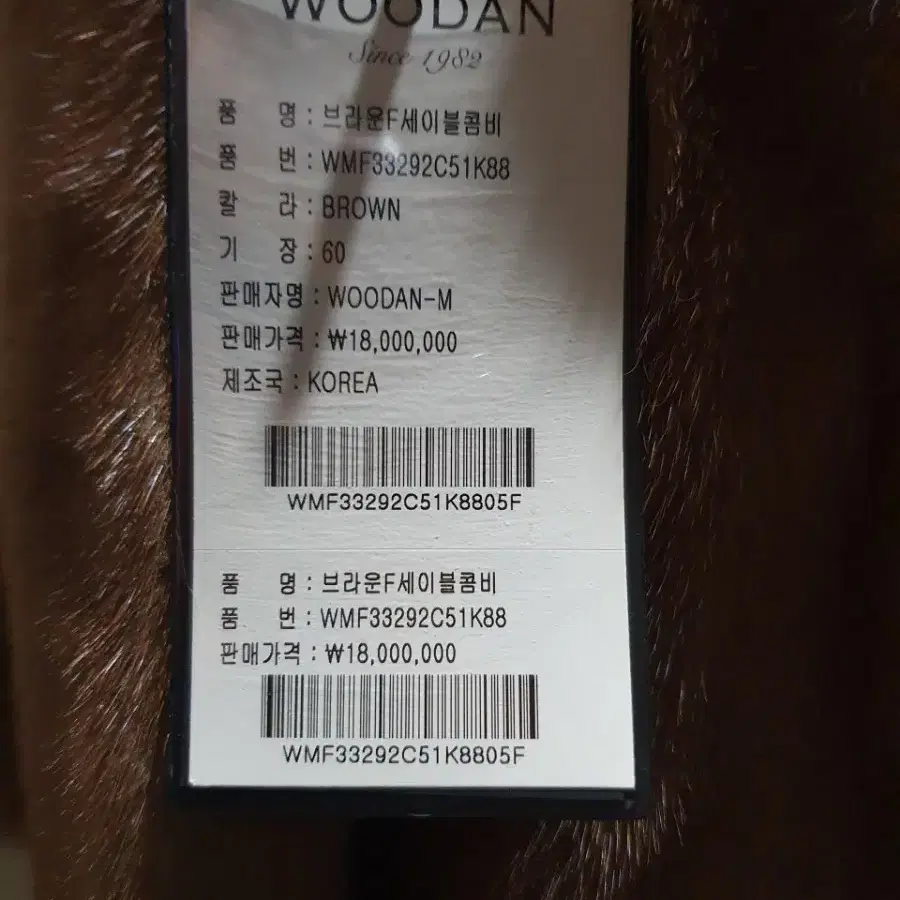 WOODAN
Since 1982
품 명 : 브라운F세이블콤비
품 번 : WMF33292C51K88
칼 라 : BROWN
기 장 : 60
판매자명 : WOODAN-M
판매가격 : ₩18,000,000
제조국 : KOREA
WMF33292C51K8805F
품 명 : 브라운F세이블콤비
품 번 : WMF33292C51K88
판매가격 : ₩18,000,000
WMF33292C51K8805F